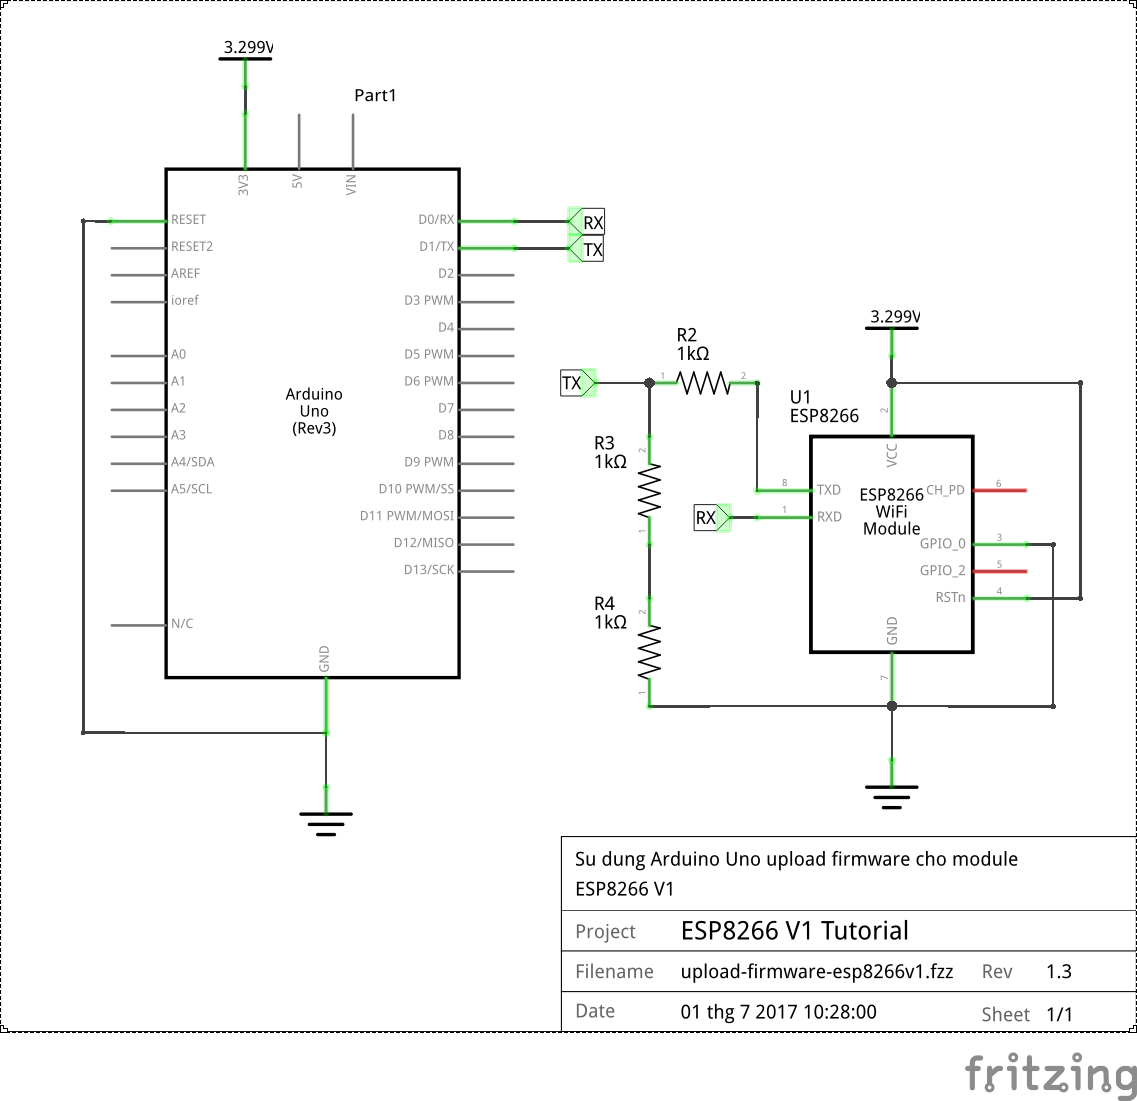 3.299V
Part1
3V3
5V
VIN
RESET
RESET2
AREF
ioref
A0
A1
A2
A3
A4/SDA
A5/SCL
N/C
Arduino
Uno
(Rev3)
GND
D0/RX
D1/TX
D2
D3 PWM
D4
D5 PWM
D6 PWM
D7
D8
D9 PWM
D10 PWM/SS
D11 PWM/MOSI
D12/MISO
D13/SCK
RX
TX
TX
R2
1kΩ
1
2
R3
1kΩ
2
1
R4
1kΩ
2
1
3.299V
U1
ESP8266
2
VCC
8
TXD
RX
1
RXD
ESP8266
WiFi
Module
CH_PD
6
GPIO_0
3
GPIO_2
5
RSTn
4
GND
7
Su dung Arduino Uno upload firmware cho module
ESP8266 V1
Project ESP8266 V1 Tutorial
Filename upload-firmware-esp8266v1.fzz Rev 1.3
Date 01 thg 7 2017 10:28:00 Sheet 1/1
fritzing